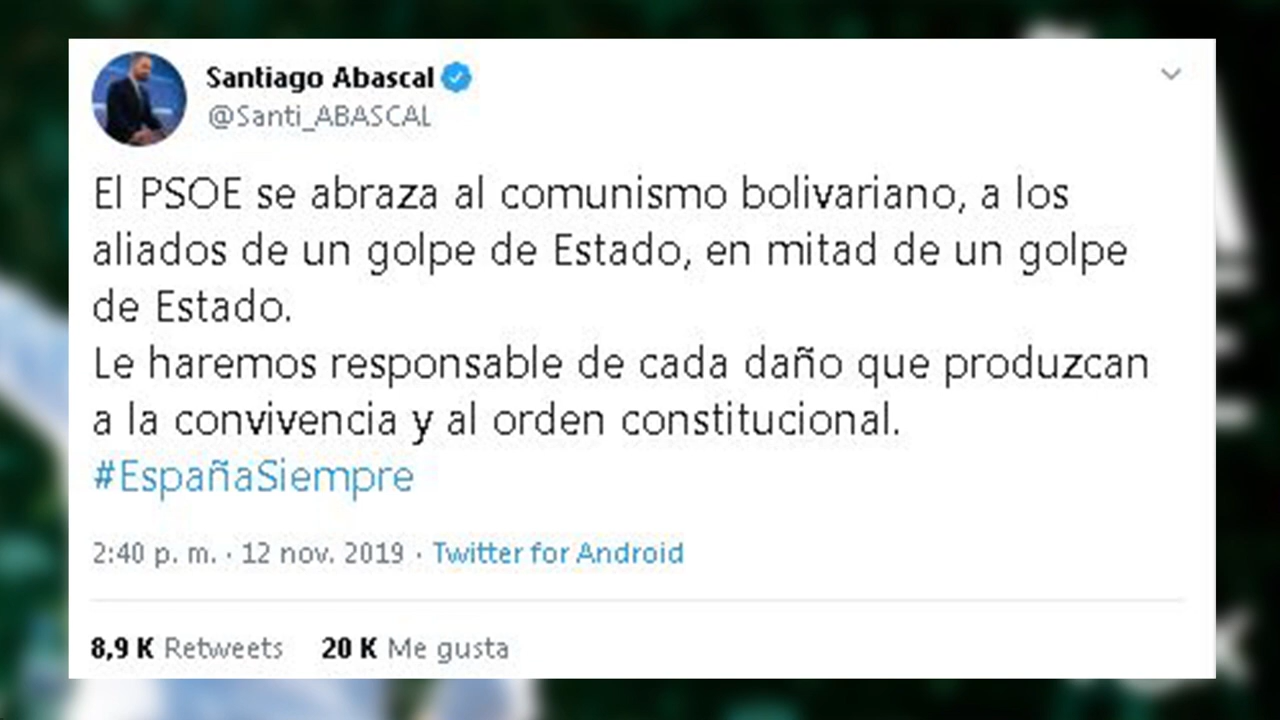 Santiago Abascal
@Santi_ABASCAL
El PSOE se abraza al comunismo bolivariano, a los
aliados de un golpe de Estado, en mitad de un golpe
de Estado.
Le haremos responsable de cada daño que produzcan
a la convivencia y al orden constitucional.
#EspañaSiempre
2:40 p. m. · 12 nov. 2019 · Twitter for Android
8,9 K Retweets 20 K Me gusta